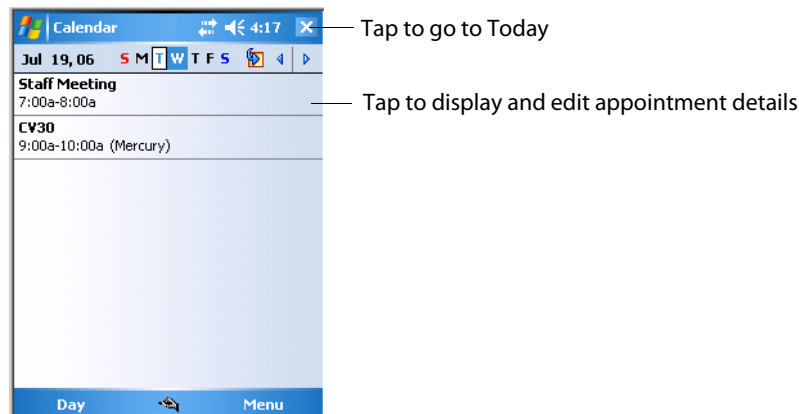 Calendar 4:17
Tap to go to Today
Jul 19, 06 S M T W T F S
Staff Meeting
7:00a-8:00a
Tap to display and edit appointment details
CV30
9:00a-10:00a (Mercury)
Day Menu